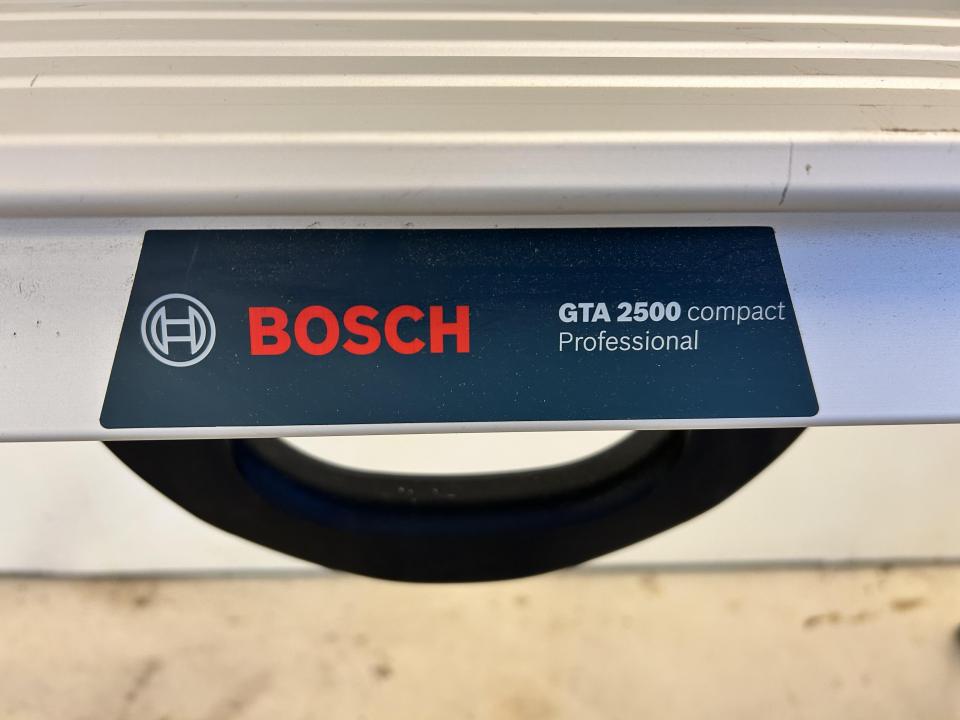 BOSCH
GTA 2500 compact
Professional